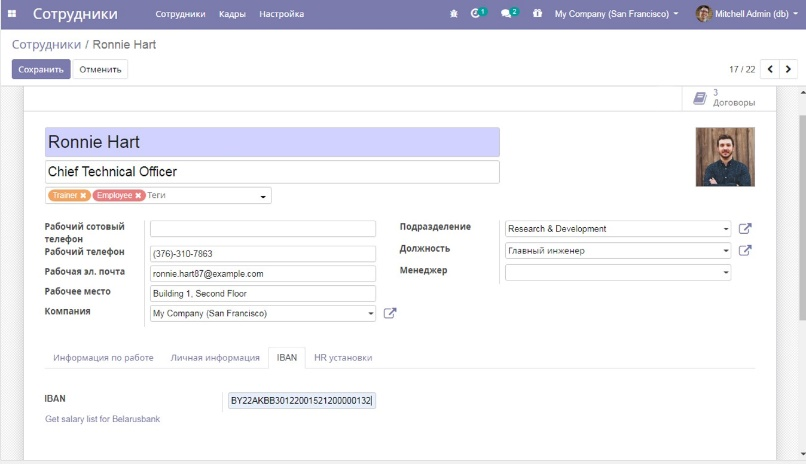 Сотрудники Сотрудники Кадры Настройка 1 2 My Company (San Francisco) Mitchell Admin (db)
Сотрудники / Ronnie Hart
Сохранить Отменить 17 / 22
3
Договоры
Ronnie Hart
Chief Technical Officer
Trainer Employee Теги
Рабочий сотовый телефон
Рабочий телефон (376)-310-7863
Рабочая эл. почта ronnie.hart87@example.com
Рабочее место Building 1, Second Floor
Компания My Company (San Francisco)
Подразделение Research & Development
Должность Главный инженер
Менеджер
Информация по работе Личная информация IBAN HR установки
IBAN BY22AKBB30122001521200000132
Get salary list for Belarusbank